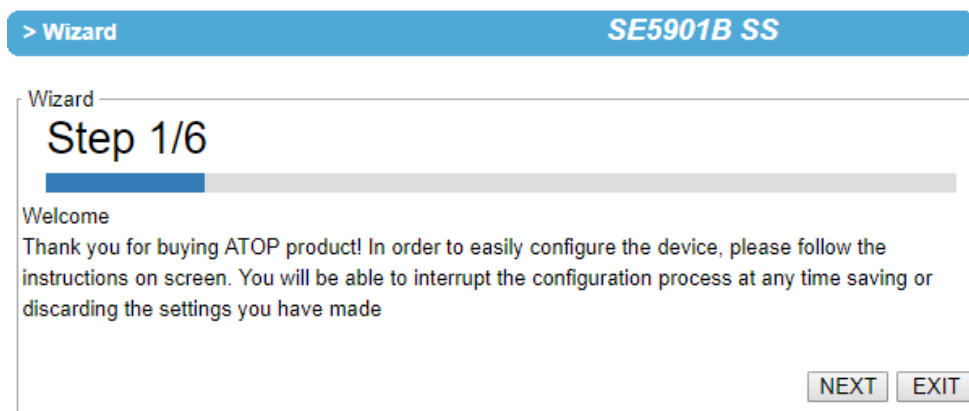 > Wizard
SE5901B SS
Wizard
Step 1/6
Welcome
Thank you for buying ATOP product! In order to easily configure the device, please follow the
instructions on screen. You will be able to interrupt the configuration process at any time saving or
discarding the settings you have made
NEXT
EXIT